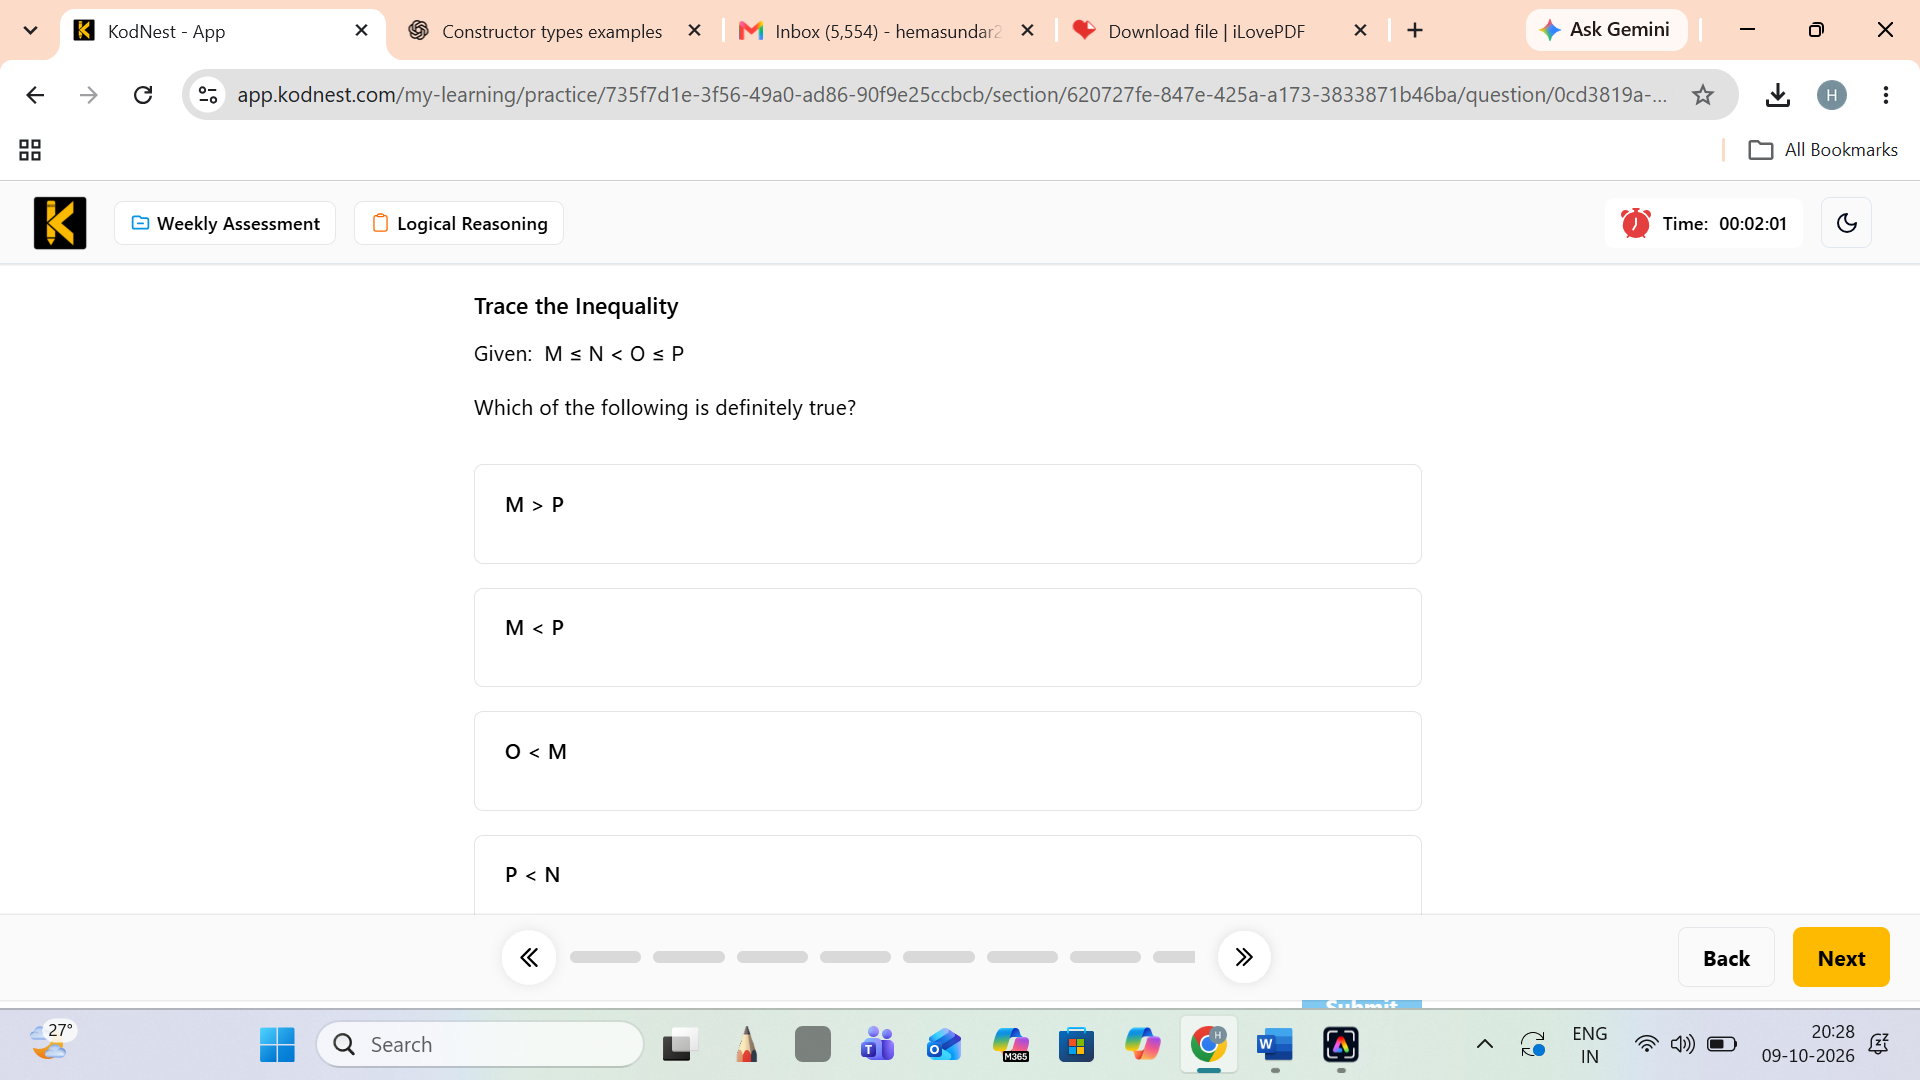 KodNest - App
Constructor types examples
Inbox (5,554) - hemasundar2
Download file | iLovePDF
Ask Gemini
app.kodnest.com/my-learning/practice/735f7d1e-3f56-49a0-ad86-90f9e25ccbcb/section/620727fe-847e-425a-a173-3833871b46ba/question/0cd3819a-...
H
All Bookmarks
Weekly Assessment
Logical Reasoning
Time: 00:02:01
Trace the Inequality
Given: M ≤ N < O ≤ P
Which of the following is definitely true?
M > P
M < P
O < M
P < N
Back
Next
Submit
27°
Search
M365
ENG
IN
20:28
09-10-2026